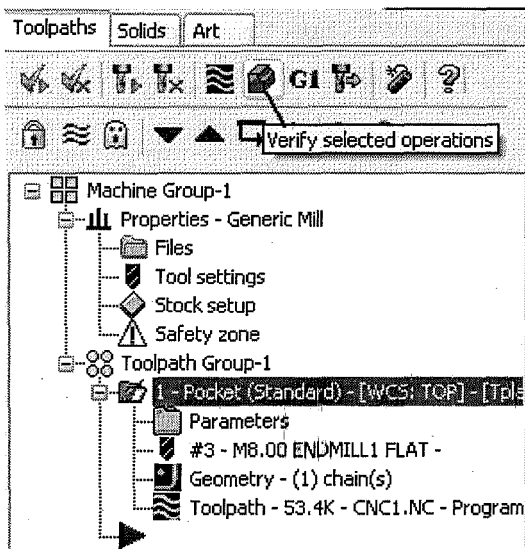 Toolpaths Solids Art
G1
Verify selected operations
Machine Group-1
Properties - Generic Mill
Files
Tool settings
Stock setup
Safety zone
Toolpath Group-1
1 - Pocket (Standard) - [WCS: TOP] - [Tpla
Parameters
#3 - M8.00 ENDMILL1 FLAT -
Geometry - (1) chain(s)
Toolpath - 53.4K - CNC1.NC - Program